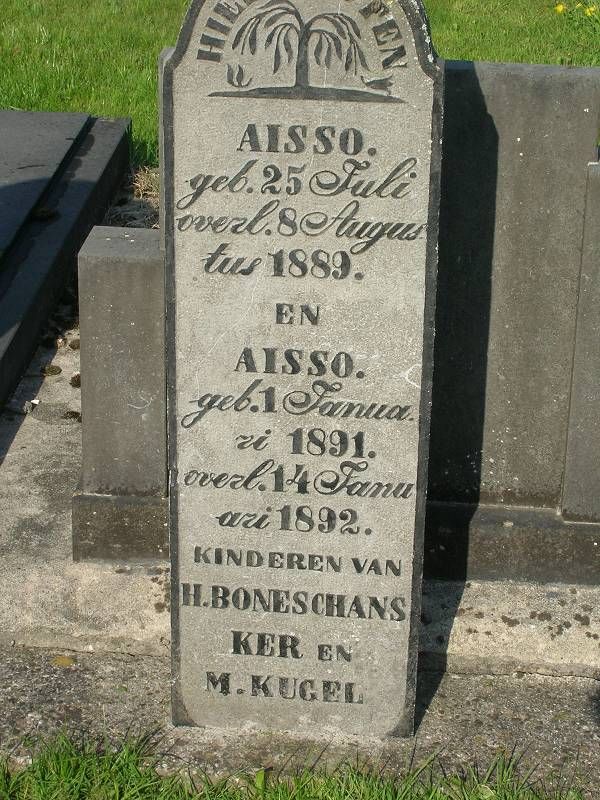 HIER
AISSO.
geb. 25 Juli
overl. 8 Augus
tus 1889.
EN
AISSO.
geb. 1 Janua.
ri 1891.
overl. 14 Janu
ari 1892.
KINDEREN VAN
H. BONESCHANS
KER EN
M. KUGEL